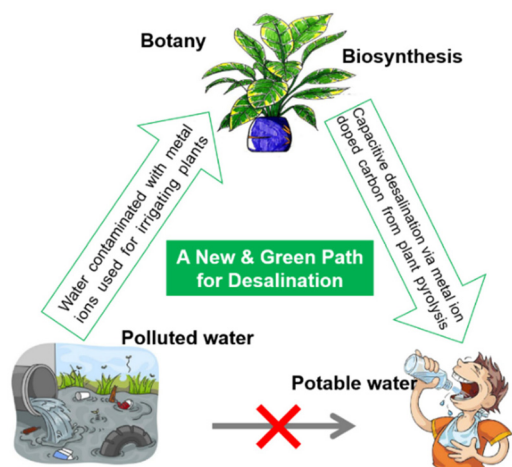 Botany
Biosynthesis
Water contaminated with metal
ions used for irrigating plants
Capacitive desalination via metal ion
doped carbon from plant pyrolysis
A New & Green Path
for Desalination
Polluted water
Potable water